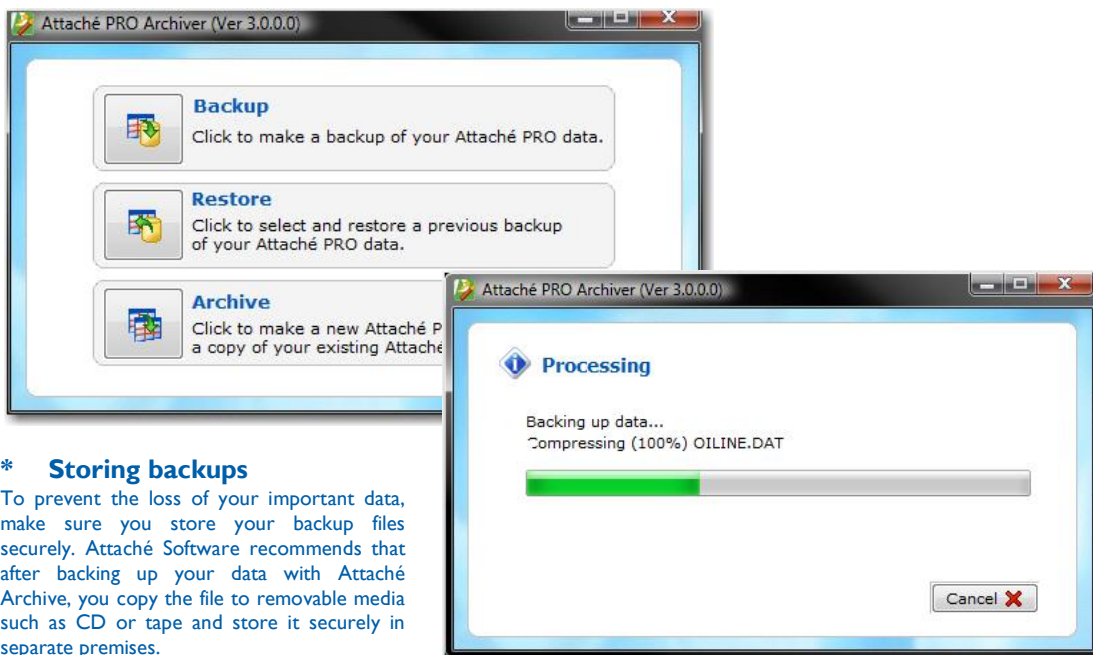 Attaché PRO Archiver (Ver 3.0.0.0)
Backup
Click to make a backup of your Attaché PRO data.
Restore
Click to select and restore a previous backup
of your Attaché PRO data.
Archive
Click to make a new Attaché P
a copy of your existing Attaché
Attaché PRO Archiver (Ver 3.0.0.0)
Processing
Backing up data...
Compressing (100%) OILINE.DAT
Cancel
* Storing backups
To prevent the loss of your important data,
make sure you store your backup files
securely. Attaché Software recommends that
after backing up your data with Attaché
Archive, you copy the file to removable media
such as CD or tape and store it securely in
separate premises.